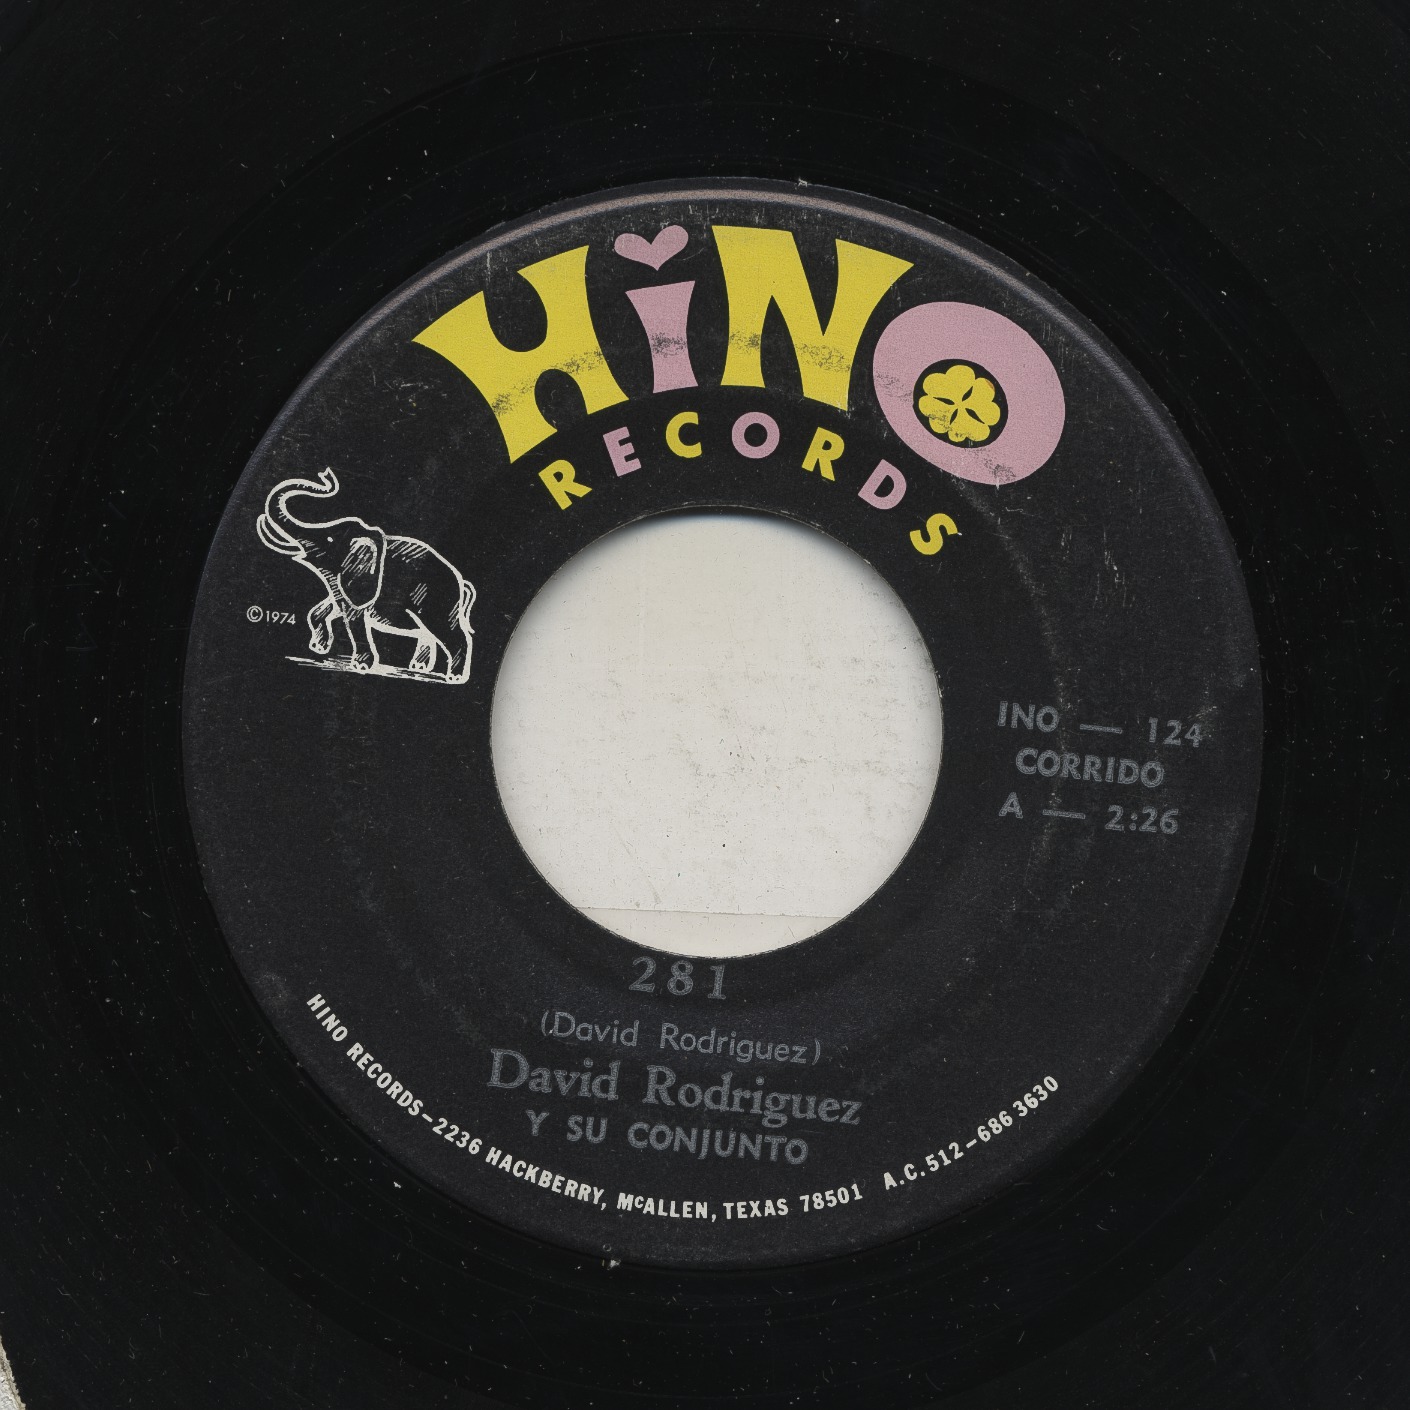 HiNO
RECORDS
©1974
INO — 124
CORRIDO
A — 2:26
281
(David Rodriguez)
David Rodriguez
Y SU CONJUNTO
HINO RECORDS-2236 HACKBERRY, McALLEN, TEXAS 78501 A.C. 512-686 3630